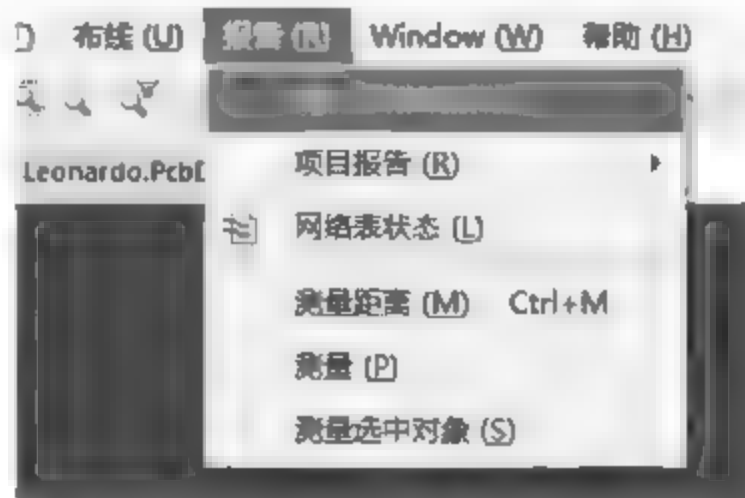 布线 (U) 报告 (R) Window (W) 帮助 (H)
Leonardo.Pcb
项目报告 (R)
网络表状态 (L)
测量距离 (M) Ctrl+M
测量 (P)
测量选中对象 (S)